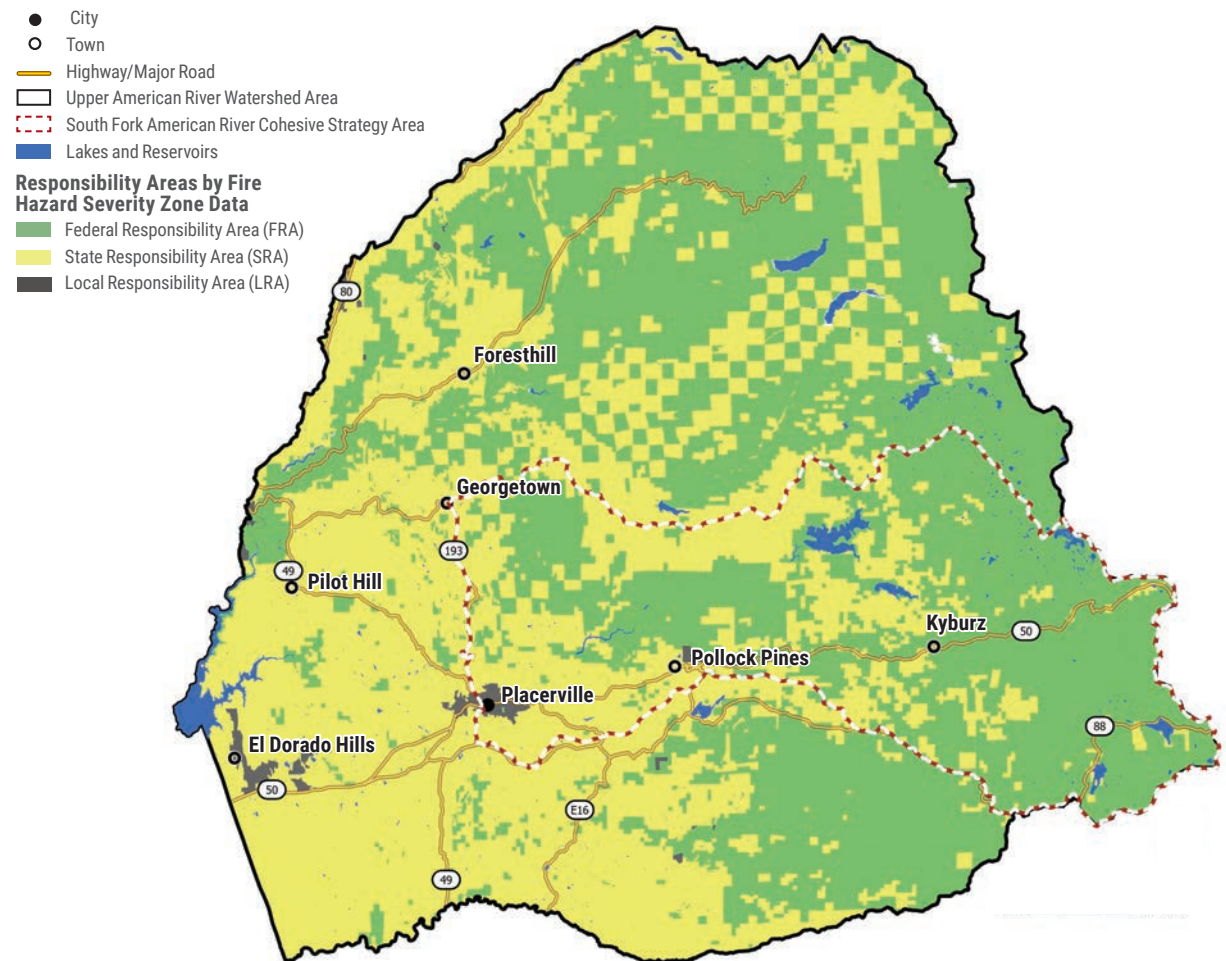 City
Town
Highway/Major Road
Upper American River Watershed Area
South Fork American River Cohesive Strategy Area
Lakes and Reservoirs
Responsibility Areas by Fire
Hazard Severity Zone Data
Federal Responsibility Area (FRA)
State Responsibility Area (SRA)
Local Responsibility Area (LRA)
80
Foresthill
Georgetown
193
49
Pilot Hill
Kyburz
50
Pollock Pines
Placerville
88
El Dorado Hills
50
E16
49